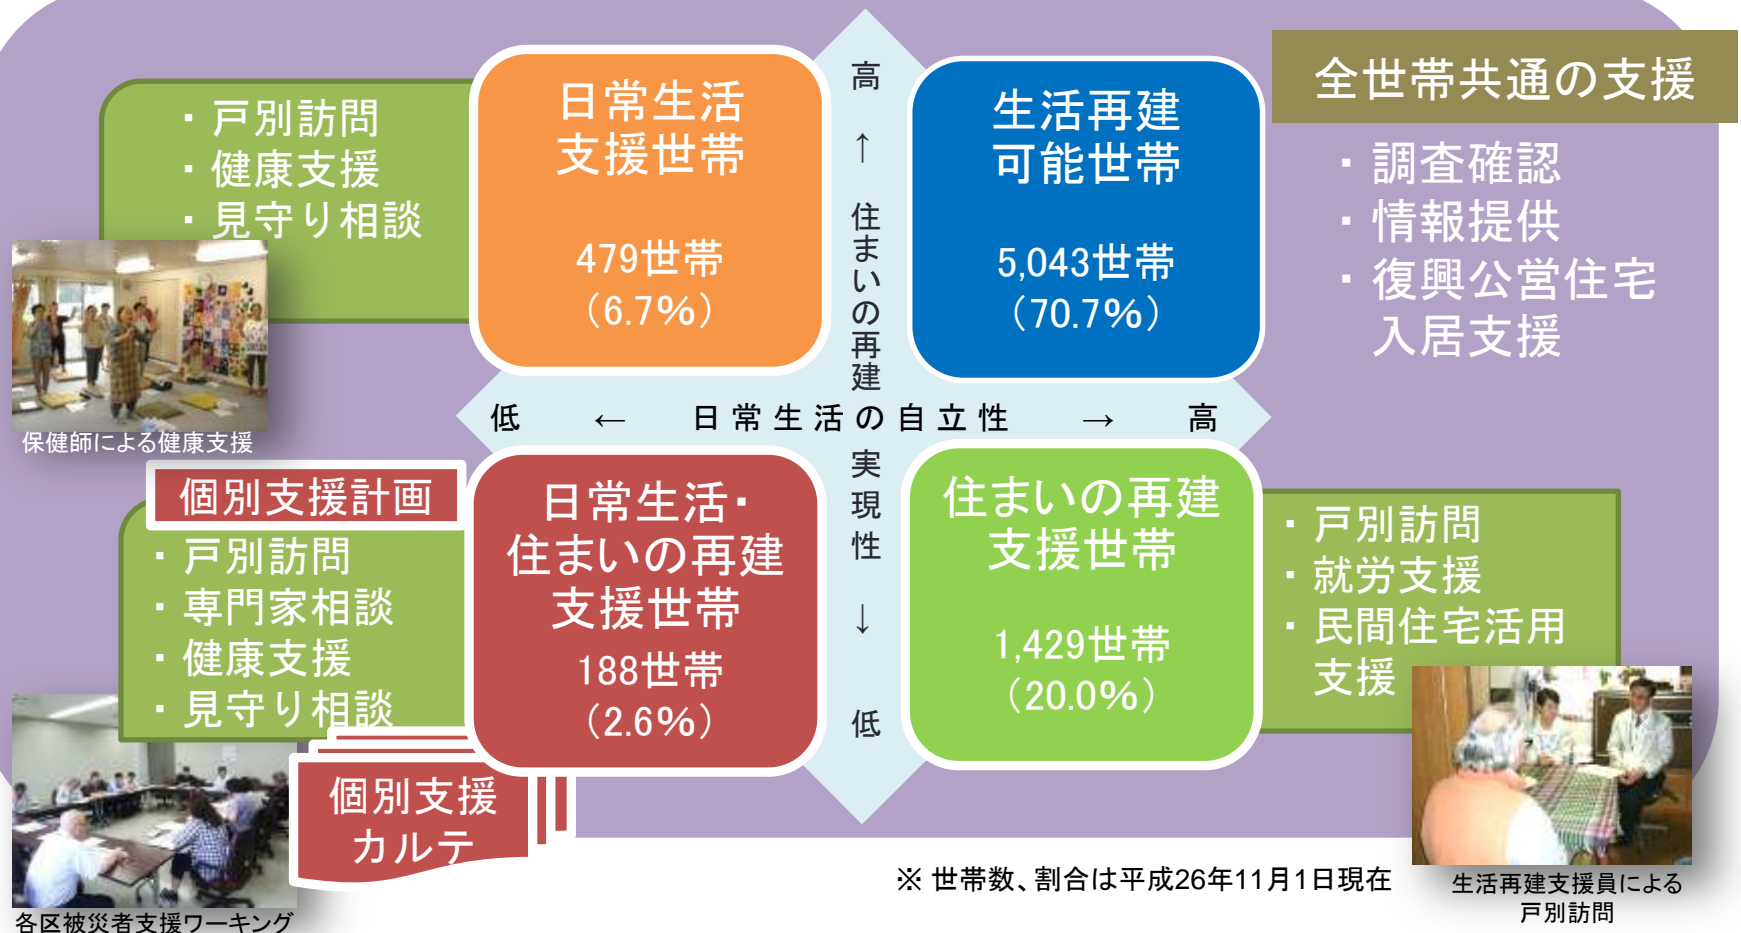 ・戸別訪問
・健康支援
・見守り相談
保健師による健康支援
日常生活
支援世帯
479世帯
（6.7%）
高
↑
住まいの再建
実現性
↓
低
生活再建
可能世帯
5,043世帯
（70.7%）
全世帯共通の支援
・調査確認
・情報提供
・復興公営住宅
入居支援
低 ← 日常生活の自立性 → 高
個別支援計画
・戸別訪問
・専門家相談
・健康支援
・見守り相談
日常生活・
住まいの再建
支援世帯
188世帯
（2.6%）
個別支援
カルテ
各区被災者支援ワーキング
住まいの再建
支援世帯
1,429世帯
（20.0%）
・戸別訪問
・就労支援
・民間住宅活用
支援
※ 世帯数、割合は平成26年11月1日現在
生活再建支援員による
戸別訪問